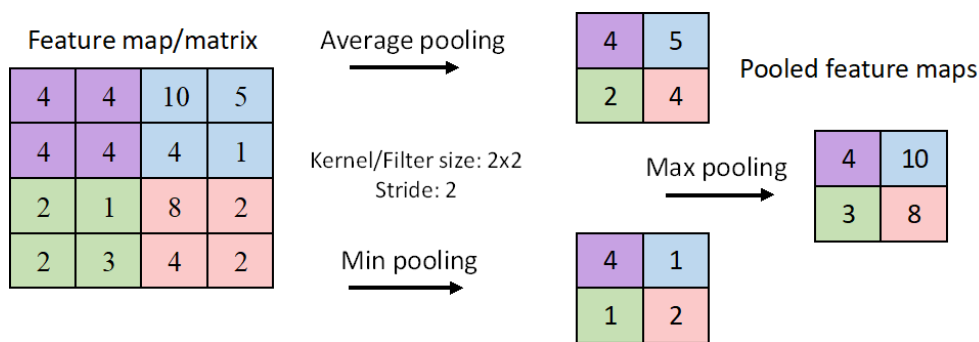 Feature map/matrix
4 4 10 5
4 4 4 1
2 1 8 2
2 3 4 2
Average pooling
Kernel/Filter size: 2x2
Stride: 2
Min pooling
4 5
2 4
Max pooling
4 1
1 2
Pooled feature maps
4 10
3 8